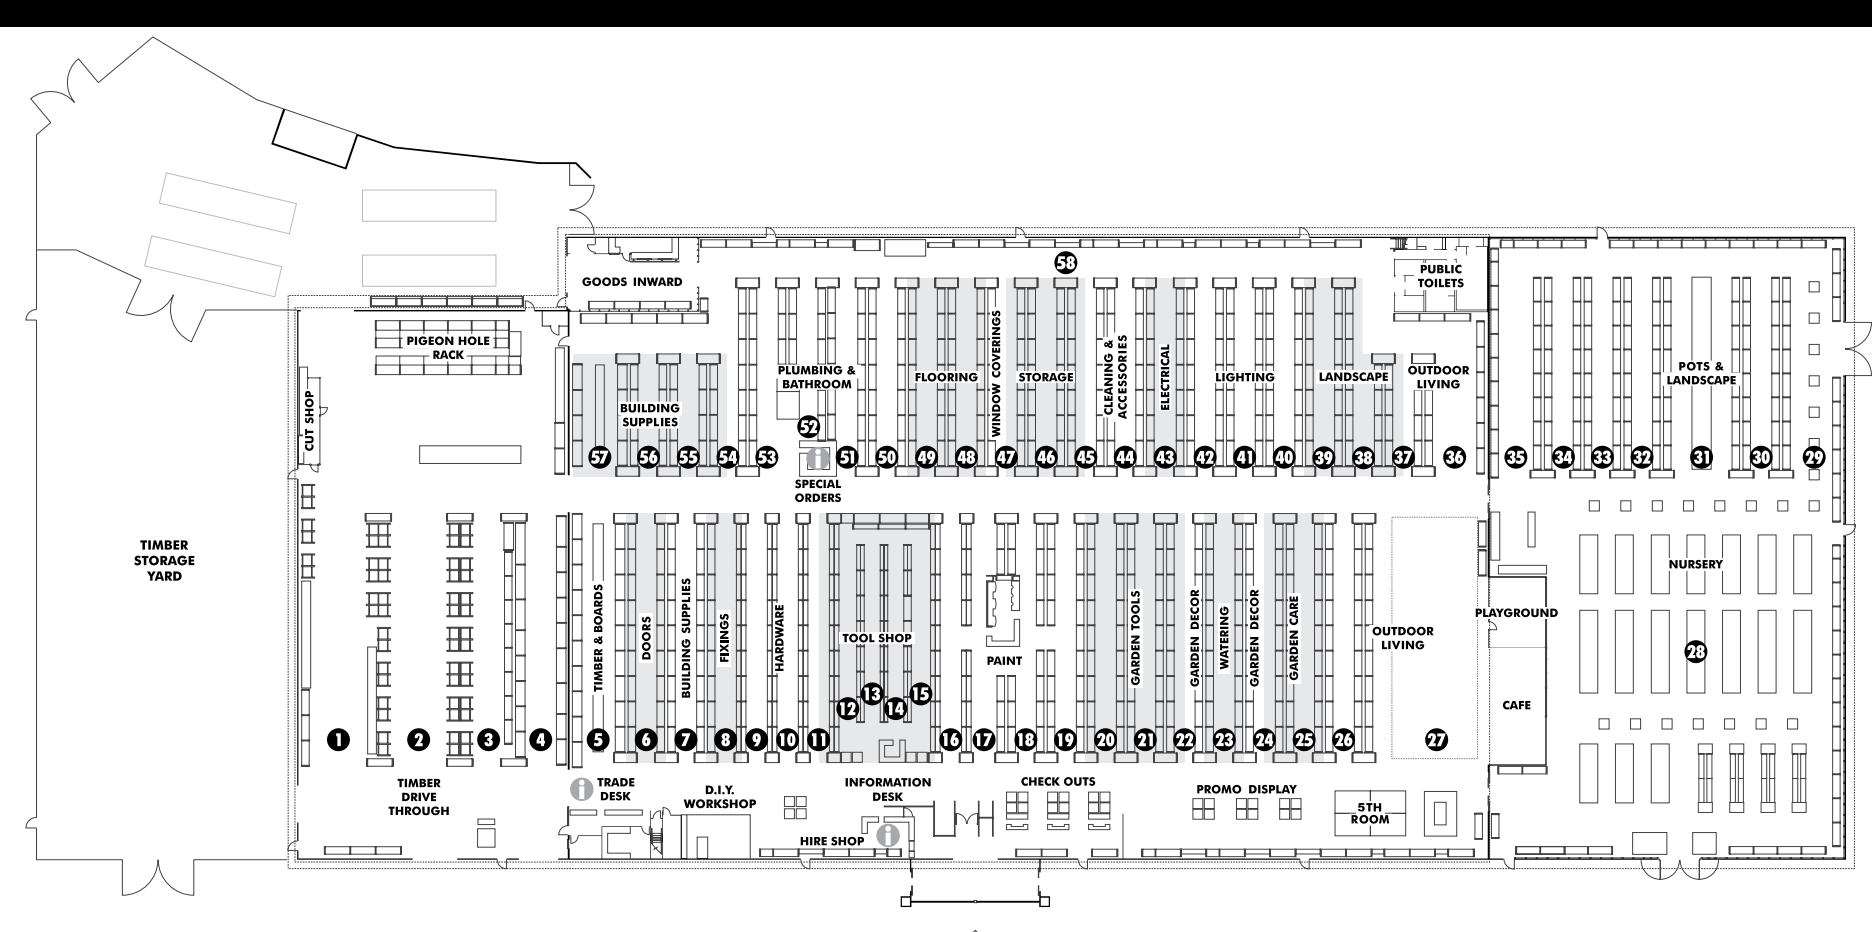 58
GOODS INWARD
PUBLIC
TOILETS
PIGEON HOLE
RACK
CUT SHOP
BUILDING
SUPPLIES
PLUMBING &
BATHROOM
FLOORING
WINDOW COVERINGS
STORAGE
CLEANING &
ACCESSORIES
ELECTRICAL
LIGHTING
LANDSCAPE
OUTDOOR
LIVING
POTS &
LANDSCAPE
52
57 56 55 54 53 i 51 50 49 48 47 46 45 44 43 42 41 40 39 38 37 36 35 34 33 32 31 30 29
SPECIAL
ORDERS
TIMBER
STORAGE
YARD
NURSERY
TIMBER & BOARDS
DOORS
BUILDING SUPPLIES
FIXINGS
HARDWARE
TOOL SHOP
PAINT
GARDEN TOOLS
GARDEN DECOR
WATERING
GARDEN DECOR
GARDEN CARE
OUTDOOR
LIVING
PLAYGROUND
28
CAFE
12 13 14 15
1 2 3 4 5 6 7 8 9 10 11 16 17 18 19 20 21 22 23 24 25 26 27
TIMBER
DRIVE
THROUGH
i TRADE
DESK
D.I.Y.
WORKSHOP
INFORMATION
DESK
CHECK OUTS
PROMO DISPLAY
5TH
ROOM
HIRE SHOP i